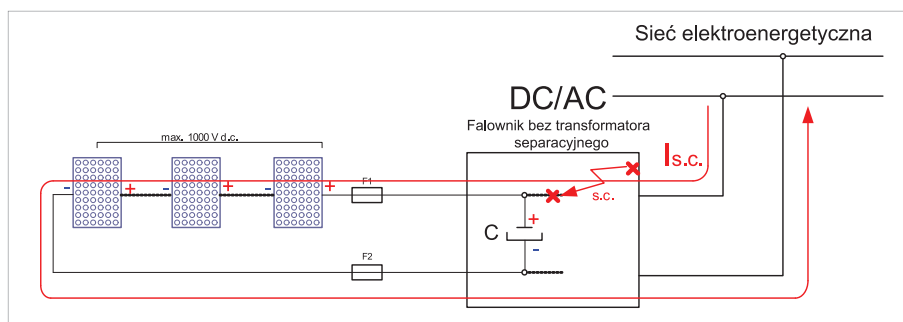 Sieć elektroenergetyczna
DC/AC
Falownik bez transformatora
separacyjnego
max. 1000 V d.c.
Is.c.
F1
- + - + - +
s.c.
+
C
-
F2